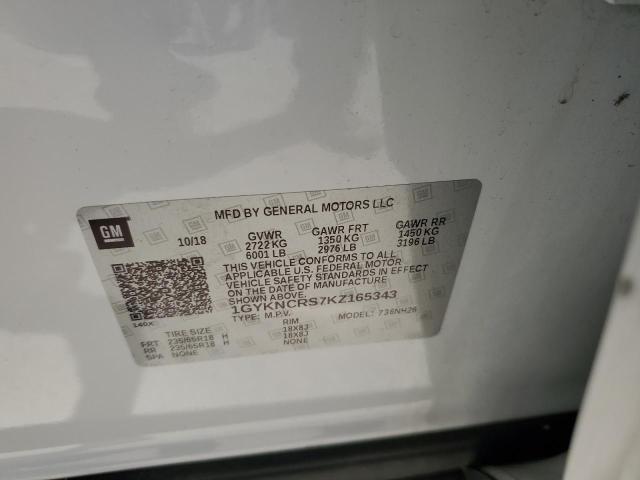 MFD BY GENERAL MOTORS LLC
GM
10/18
GVWR GAWR FRT GAWR RR
2722 KG 1350 KG 1450 KG
6001 LB 2976 LB 3196 LB
THIS VEHICLE CONFORMS TO ALL
APPLICABLE U.S. FEDERAL MOTOR
VEHICLE SAFETY STANDARDS IN EFFECT
ON THE DATE OF MANUFACTURE
SHOWN ABOVE.
1GYKNCRS7KZ165343
TYPE: M.P.V. MODEL: 736NH26
140X
TIRE SIZE RIM
FRT 235/65R18 H 18X8J
RR 235/65R18 H 18X8J
SPA NONE NONE